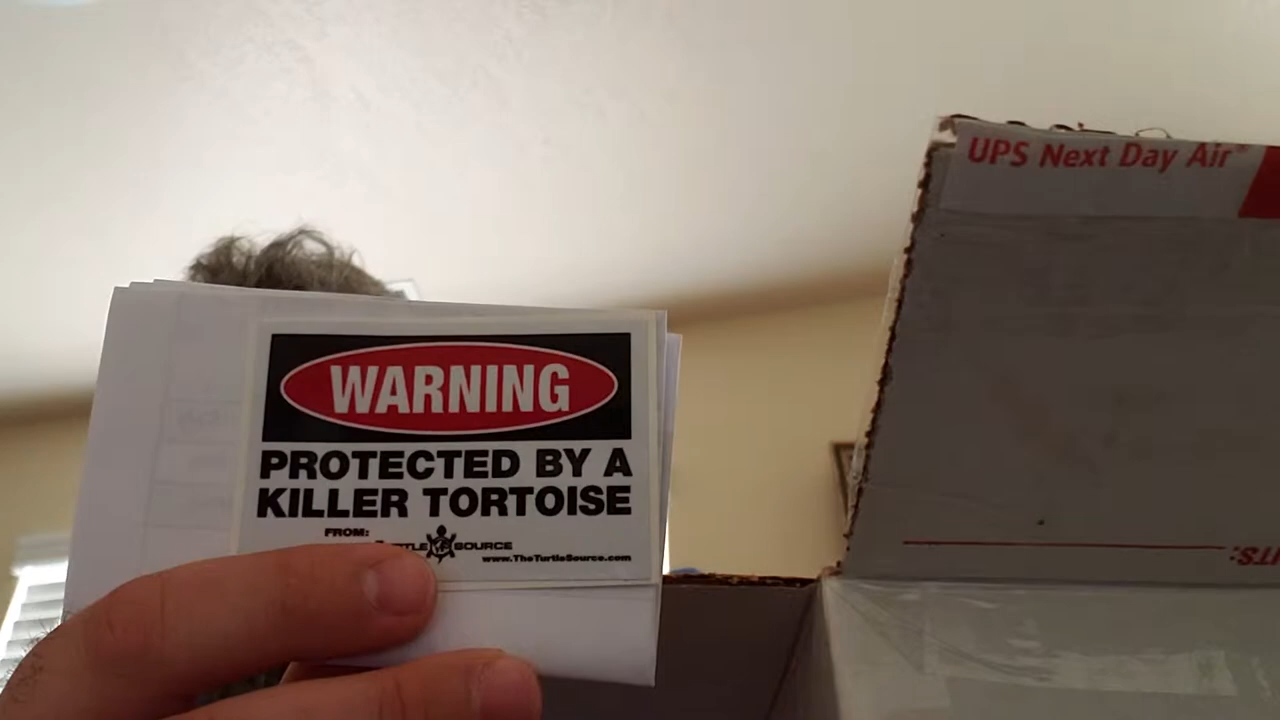 UPS Next Day Air®
WARNING
PROTECTED BY A
KILLER TORTOISE
FROM:
SOURCE
www.TheTurtleSource.com